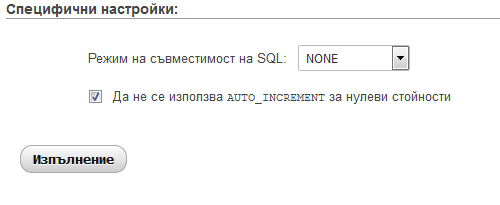 Специфични настройки:
Режим на съвместимост на SQL: NONE
Да не се използва AUTO_INCREMENT за нулеви стойности
Изпълнение